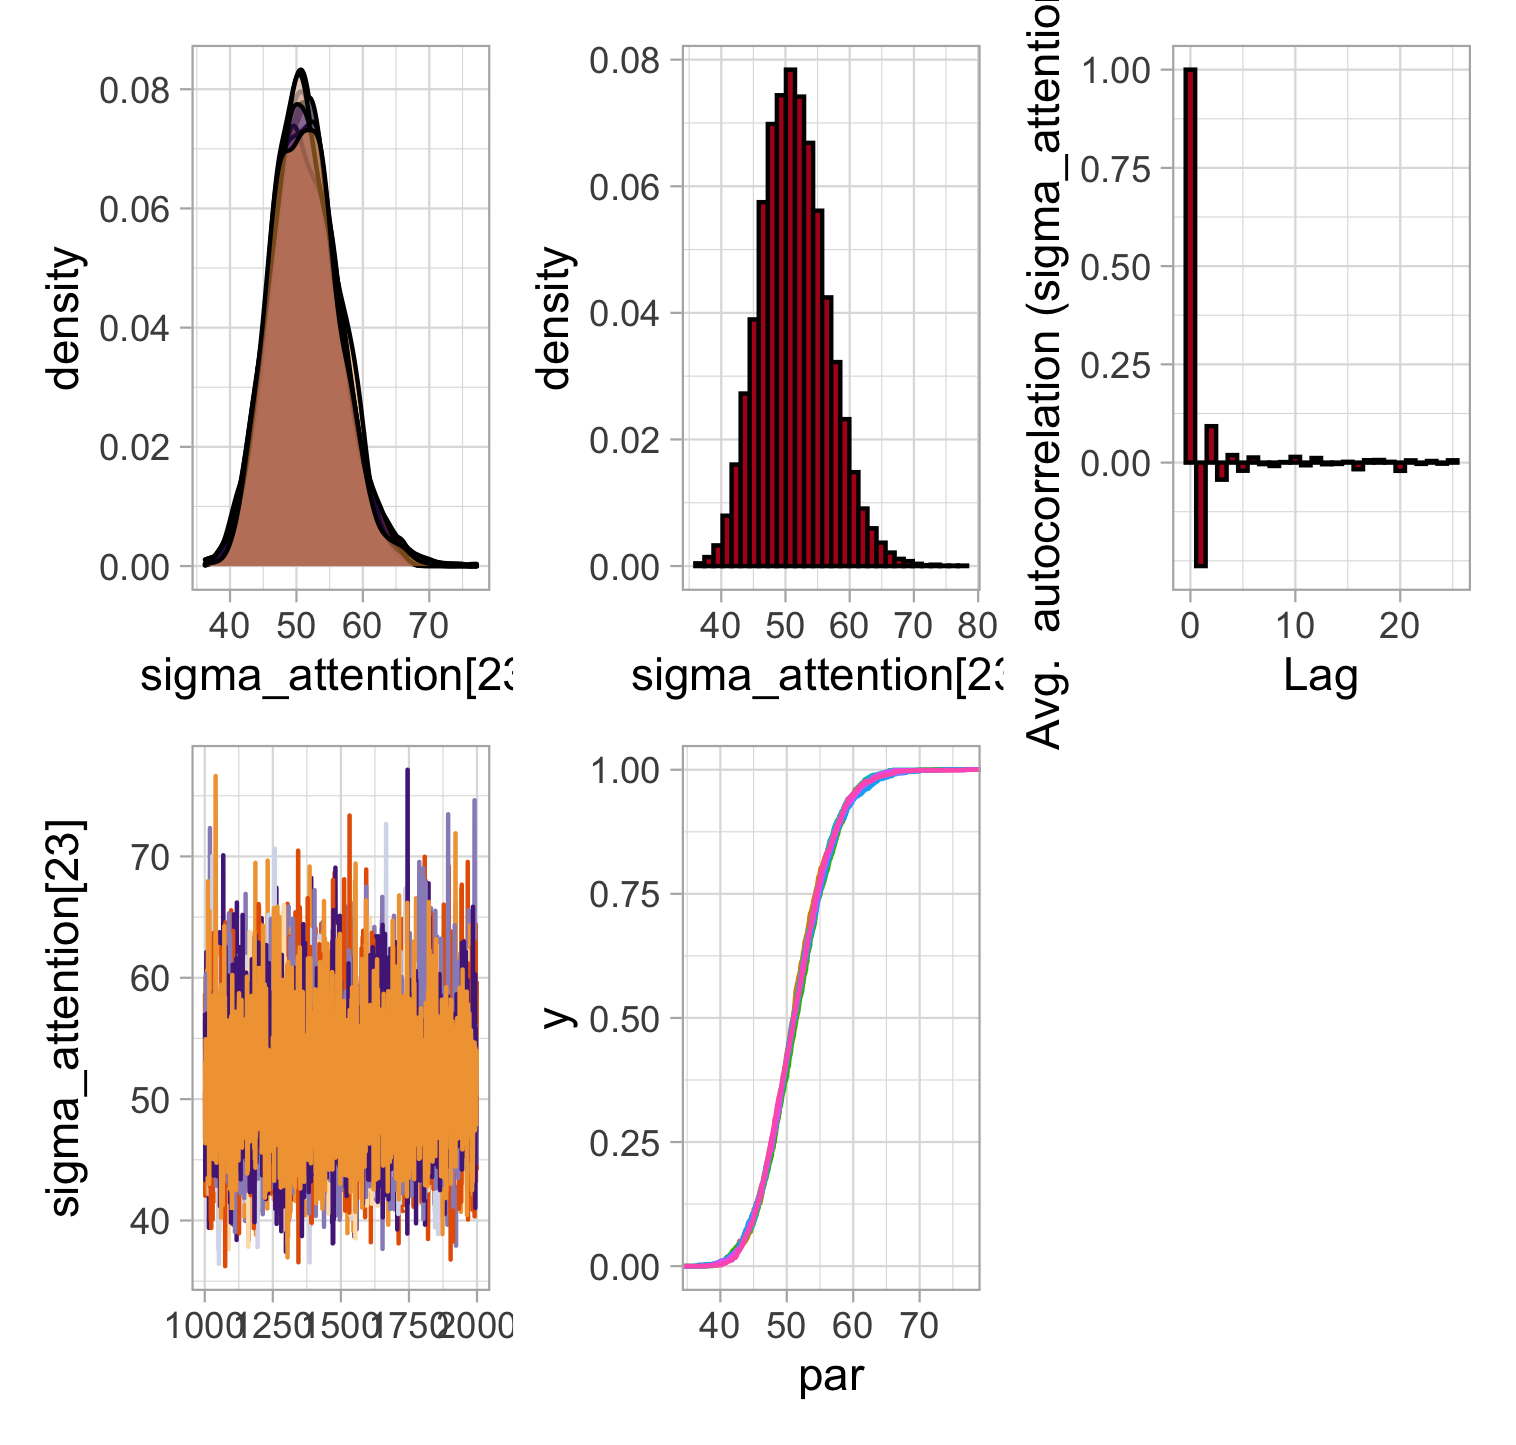 0.08
0.06
0.04
0.02
0.00
density
40 50 60 70
sigma_attention[23
0.08
0.06
0.04
0.02
0.00
density
40 50 60 70 80
sigma_attention[23
1.00
0.75
0.50
0.25
0.00
Avg. autocorrelation (sigma_attention
0 10 20
Lag
70
60
50
40
sigma_attention[23]
1000 1250 1500 1750 2000
1.00
0.75
0.50
0.25
0.00
y
40 50 60 70
par